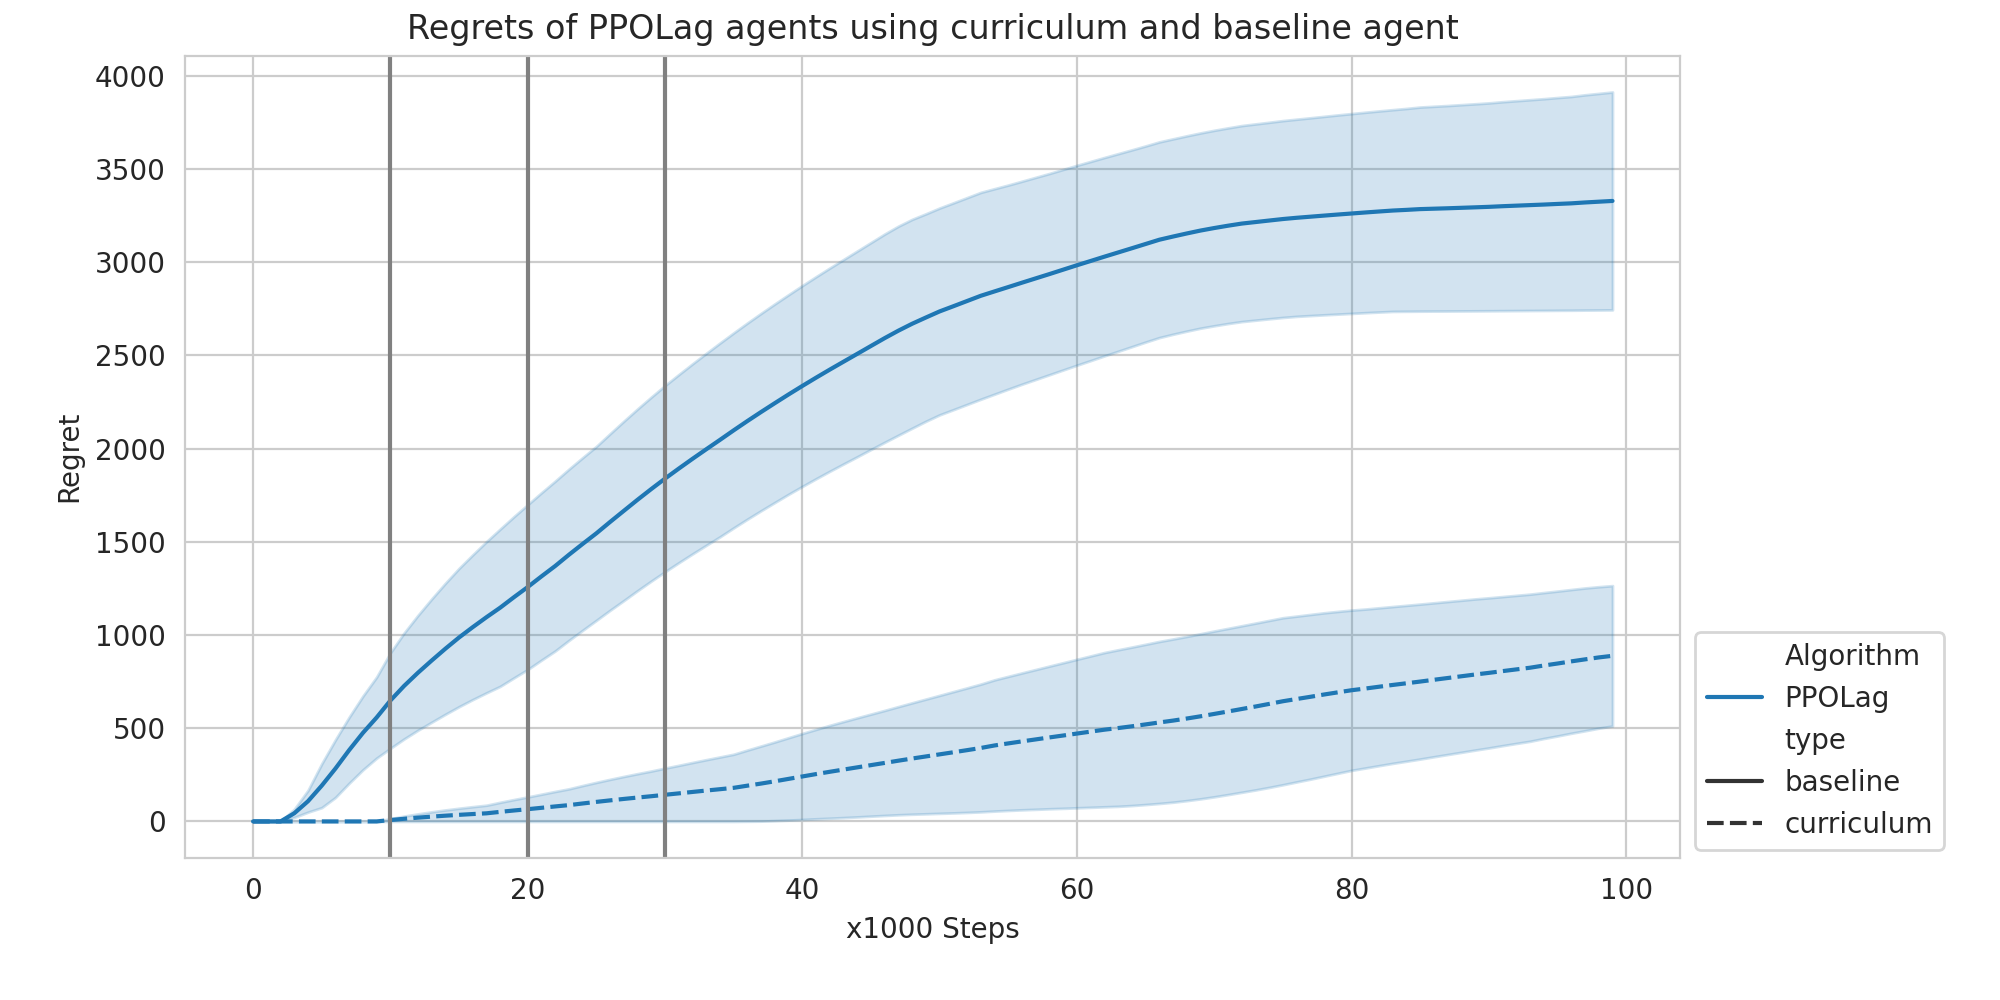 Regrets of PPOLag agents using curriculum and baseline agent
4000
3500
3000
2500
2000
1500
1000
500
0
Regret
0 20 40 60 80 100
x1000 Steps
Algorithm
PPOLag
type
baseline
curriculum